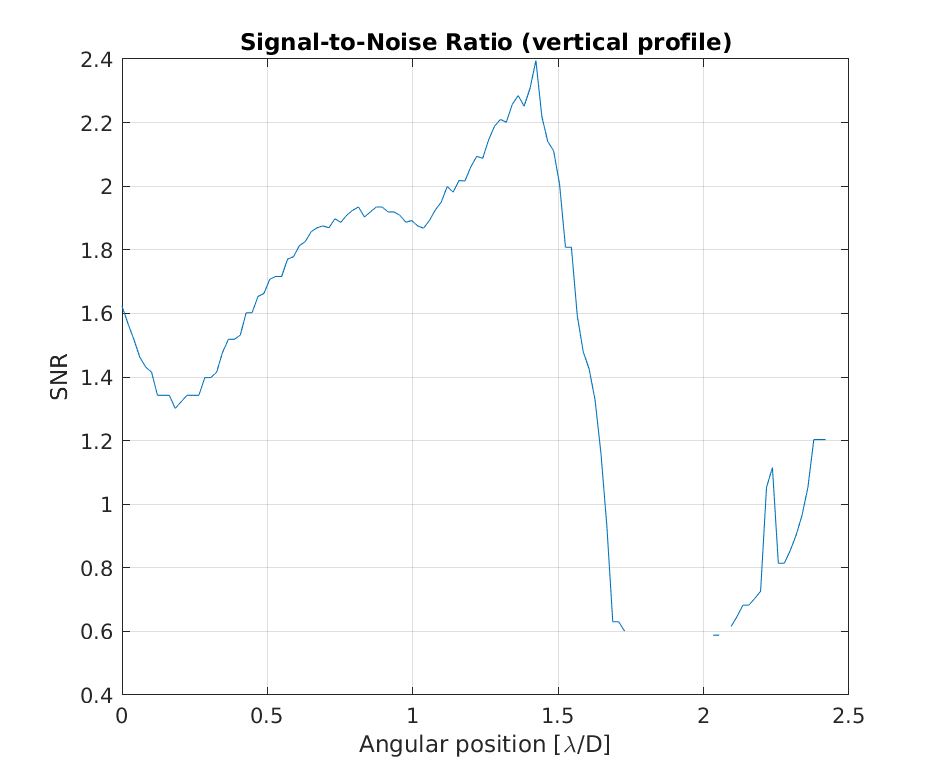 Signal-to-Noise Ratio (vertical profile)
2.4
2.2
2
1.8
1.6
1.4
1.2
1
0.8
0.6
0.4
SNR
0 0.5 1 1.5 2 2.5
Angular position [λ/D]